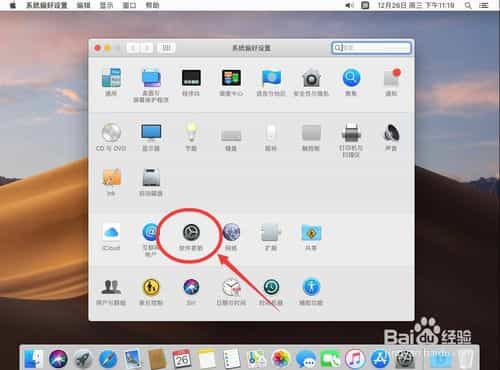 系统偏好设置 编辑 显示 窗口 帮助
12月26日 周三 下午11:19
系统偏好设置
搜索
通用 桌面与屏幕保护程序 程序坞 调度中心 语言与地区 安全性与隐私 聚焦 通知
CD 与 DVD 显示器 节能 键盘 鼠标 触控板 打印机与扫描仪 声音
Ink 启动磁盘
iCloud 互联网帐户 软件更新 网络 扩展 共享
用户与群组 家长控制 Siri 日期与时间 时间机器 辅助功能
Baidu 经验
jingyan.baidu.com
26